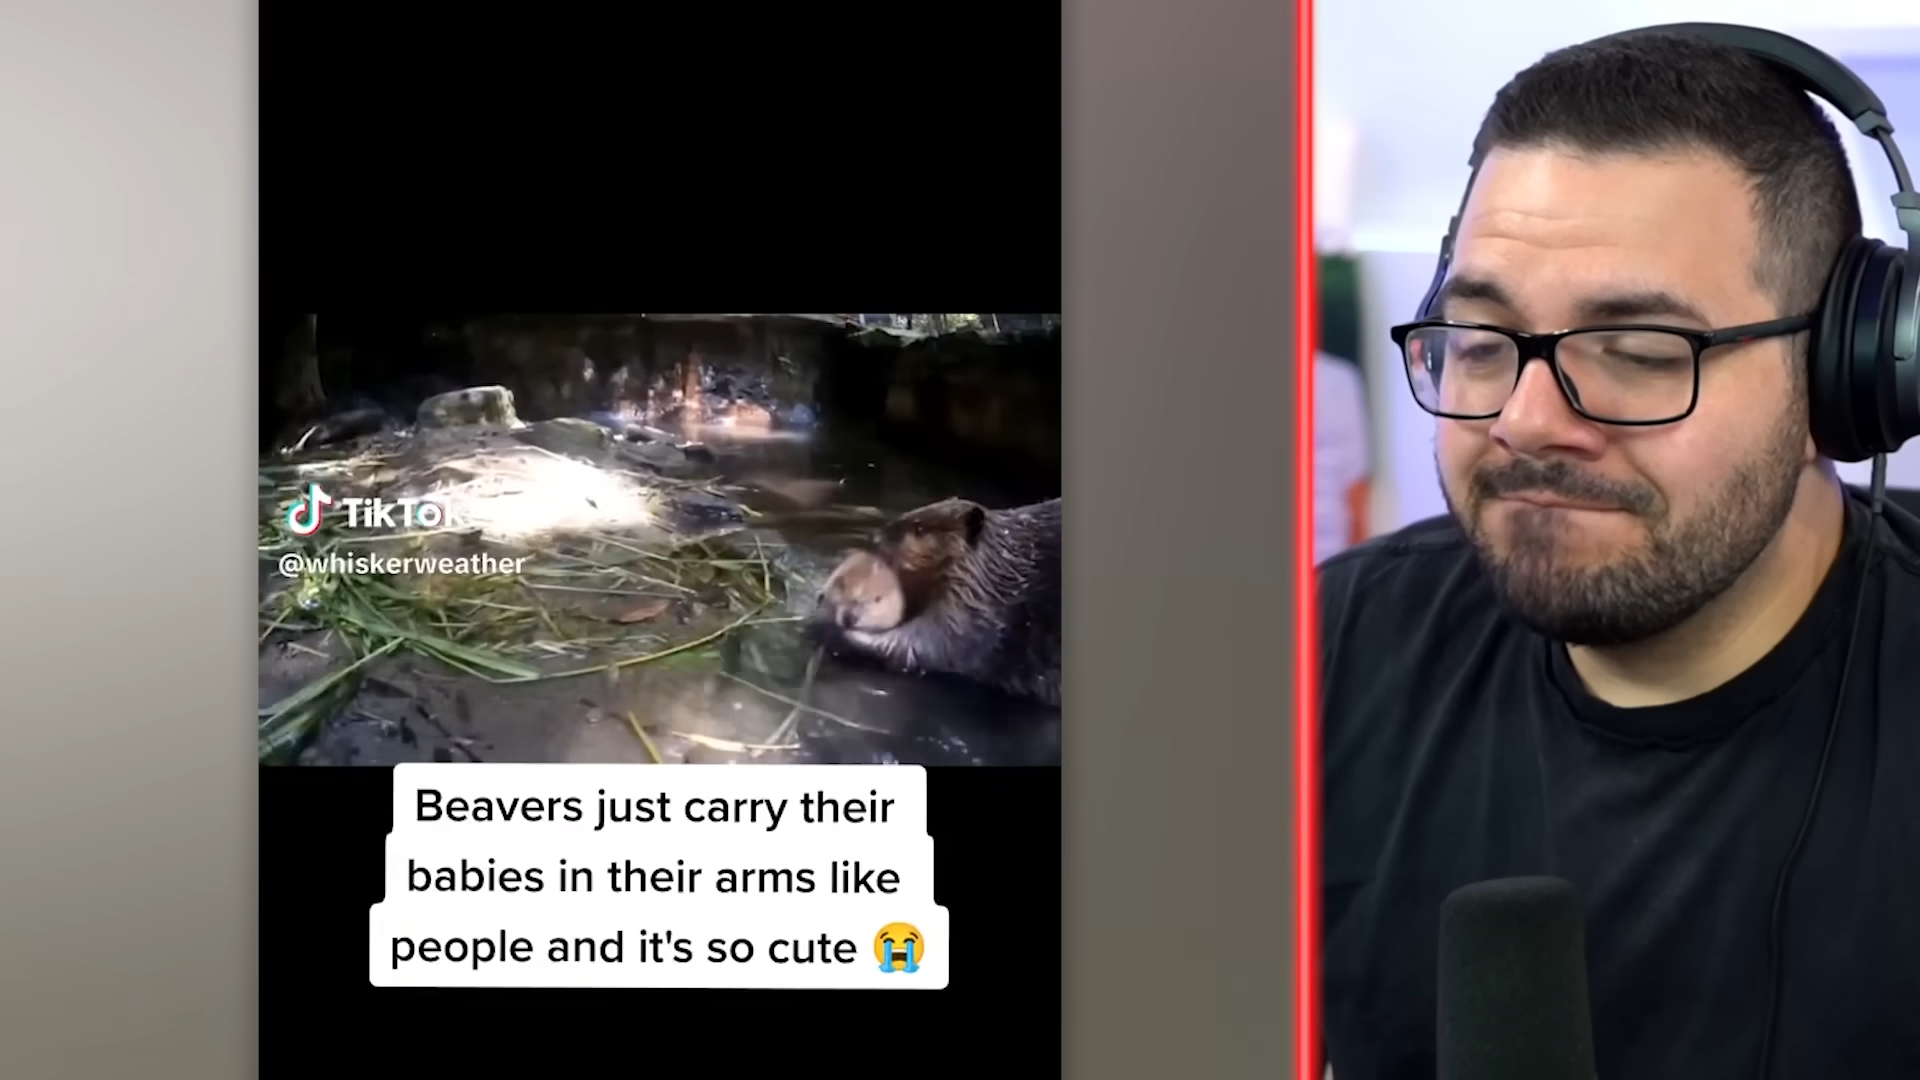 TikTok
@whiskerweather
Beavers just carry their
babies in their arms like
people and it's so cute 😭